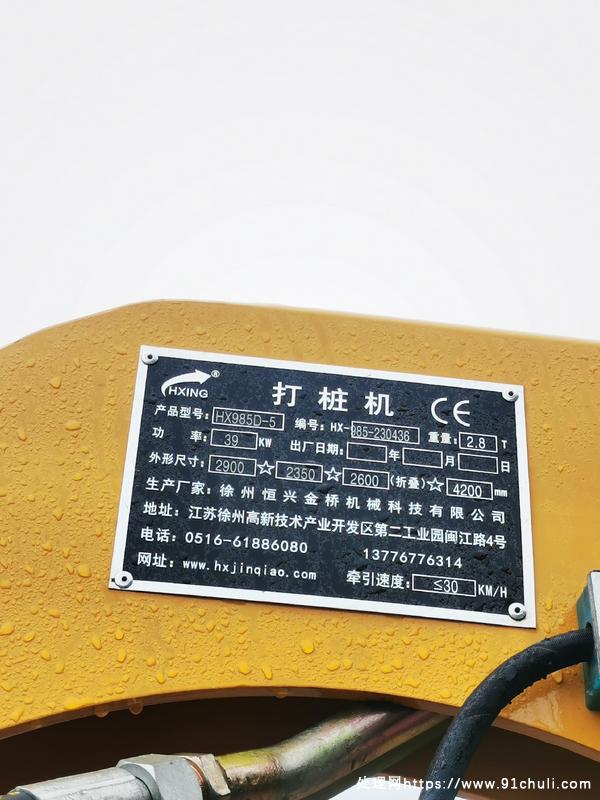 HXING®
打桩机 CE
产品型号: HX985D-5 编号: HX-985-230436 重量: 2.8 T
功率: 39 KW 出厂日期: 年 月 日
外形尺寸: 2900 ☆ 2350 ☆ 2600 (折叠) ☆ 4200 mm
生产厂家: 徐州恒兴金桥机械科技有限公司
地址: 江苏徐州高新技术产业开发区第二工业园闽江路4号
电话: 0516-61886080 13776776314
网址: www.hxjinqiao.com 牵引速度: ≤30 KM/H
处理网https://www.91chuli.com